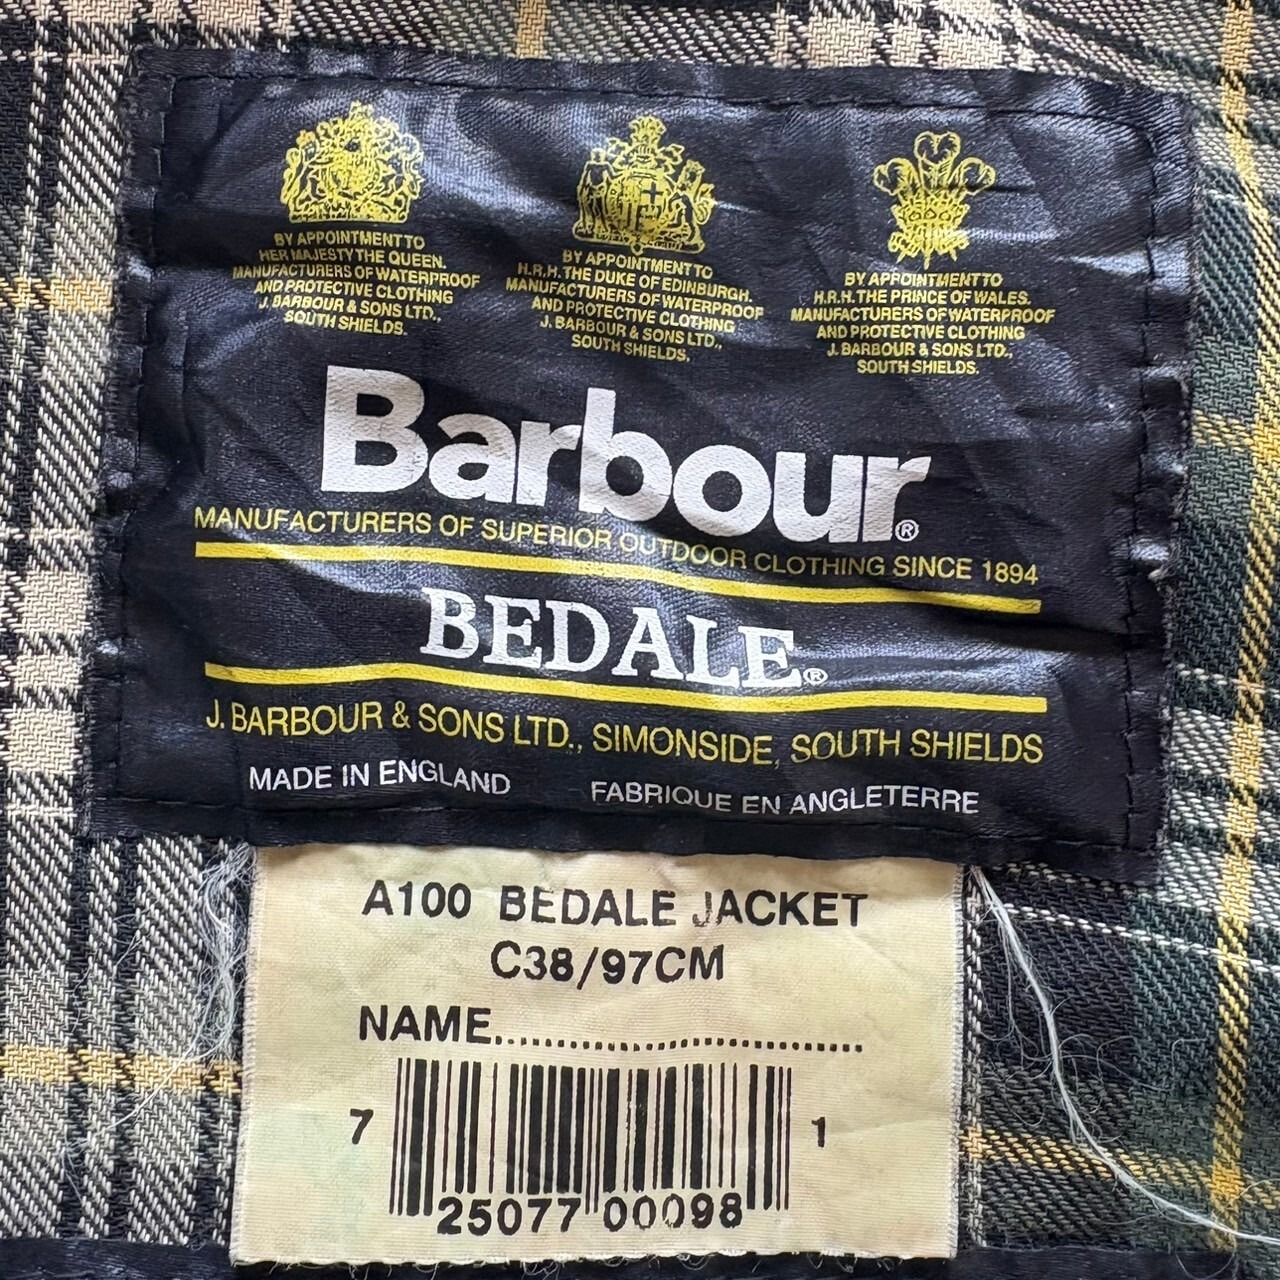 BY APPOINTMENT TO
HER MAJESTY THE QUEEN.
MANUFACTURERS OF WATERPROOF
AND PROTECTIVE CLOTHING
J. BARBOUR & SONS LTD.,
SOUTH SHIELDS.
BY APPOINTMENT TO
H.R.H. THE DUKE OF EDINBURGH.
MANUFACTURERS OF WATERPROOF
AND PROTECTIVE CLOTHING
J. BARBOUR & SONS LTD.,
SOUTH SHIELDS.
BY APPOINTMENT TO
H.R.H. THE PRINCE OF WALES.
MANUFACTURERS OF WATERPROOF
AND PROTECTIVE CLOTHING
J. BARBOUR & SONS LTD.,
SOUTH SHIELDS.
Barbour®
MANUFACTURERS OF SUPERIOR OUTDOOR CLOTHING SINCE 1894
BEDALE®
J. BARBOUR & SONS LTD., SIMONSIDE, SOUTH SHIELDS
MADE IN ENGLAND FABRIQUE EN ANGLETERRE
A100 BEDALE JACKET
C38/97CM
NAME....................................
7 25077 00098 1